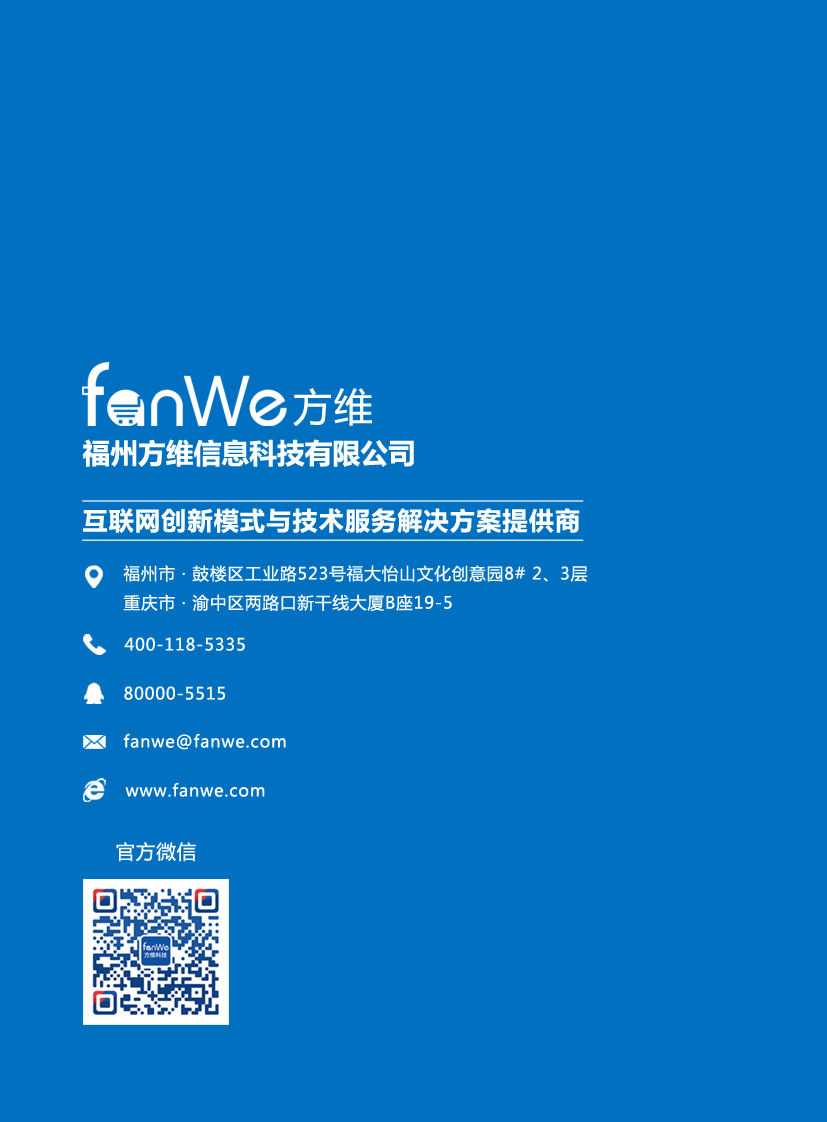 fanWe方维
福州方维信息科技有限公司
互联网创新模式与技术服务解决方案提供商
福州市·鼓楼区工业路523号福大怡山文化创意园8# 2、3层
重庆市·渝中区两路口新干线大厦B座19-5
400-118-5335
80000-5515
fanwe@fanwe.com
www.fanwe.com
官方微信
fanWe
方维科技